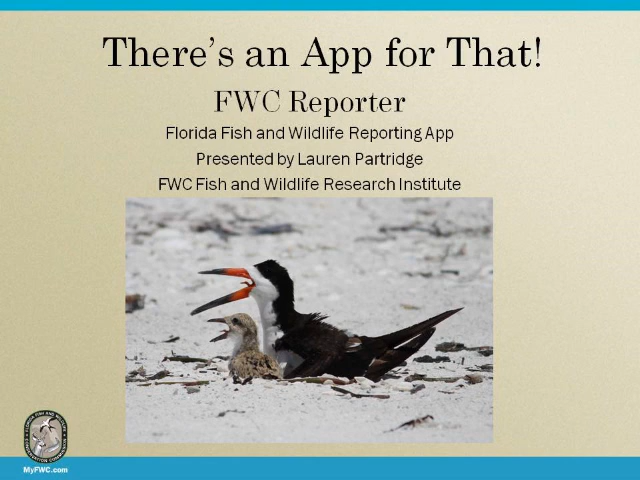 There's an App for That!
FWC Reporter
Florida Fish and Wildlife Reporting App
Presented by Lauren Partridge
FWC Fish and Wildlife Research Institute
MyFWC.com